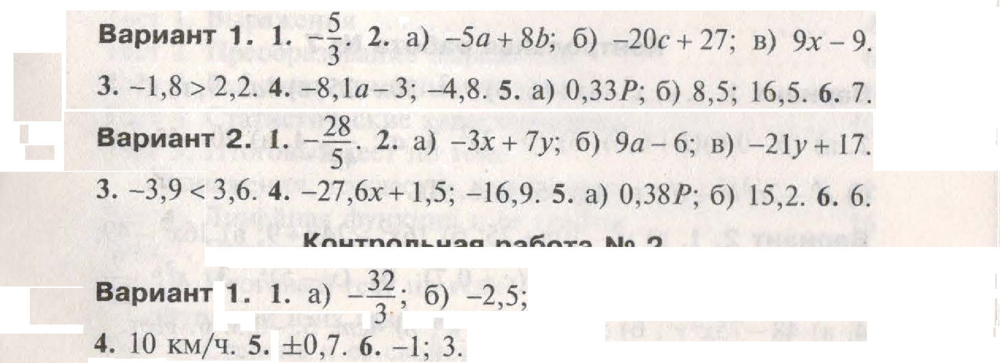 Вариант 1. 1. −5/3. 2. а) −5a + 8b; б) −20c + 27; в) 9x − 9.
3. −1,8 > 2,2. 4. −8,1a − 3; −4,8. 5. а) 0,33P; б) 8,5; 16,5. 6. 7.
Вариант 2. 1. −28/5. 2. а) −3x + 7y; б) 9a − 6; в) −21y + 17.
3. −3,9 < 3,6. 4. −27,6x + 1,5; −16,9. 5. а) 0,38P; б) 15,2. 6. 6.
Контрольная работа № 2
Вариант 1. 1. а) −32/3; б) −2,5;
4. 10 км/ч. 5. ±0,7. 6. −1; 3.